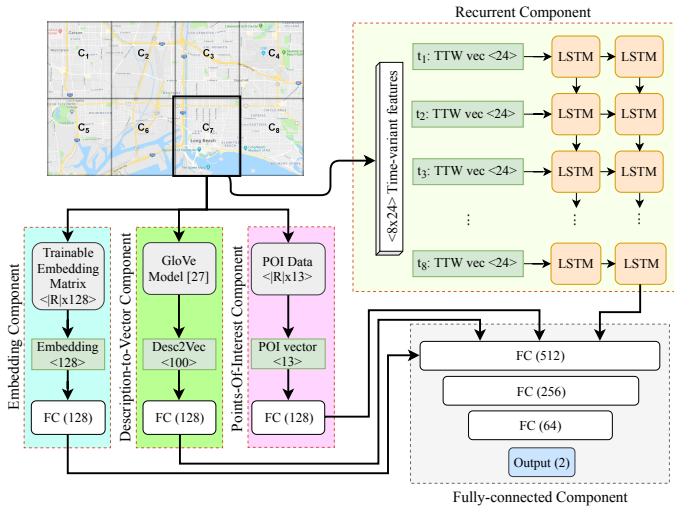 Recurrent Component
C1
C2
C3
C4
C5
C6
C7
C8
Long Beach
<8x24> Time-variant features
t1: TTW vec <24>
LSTM
LSTM
t2: TTW vec <24>
LSTM
LSTM
t3: TTW vec <24>
LSTM
LSTM
⋮
...
...
t8: TTW vec <24>
LSTM
LSTM
Embedding Component
Trainable
Embedding
Matrix
<|R|x128>
Embedding
<128>
FC (128)
Description-to-Vector Component
GloVe
Model [27]
Desc2Vec
<100>
FC (128)
Points-Of-Interest Component
POI Data
<|R|x13>
POI vector
<13>
FC (128)
FC (512)
FC (256)
FC (64)
Output (2)
Fully-connected Component